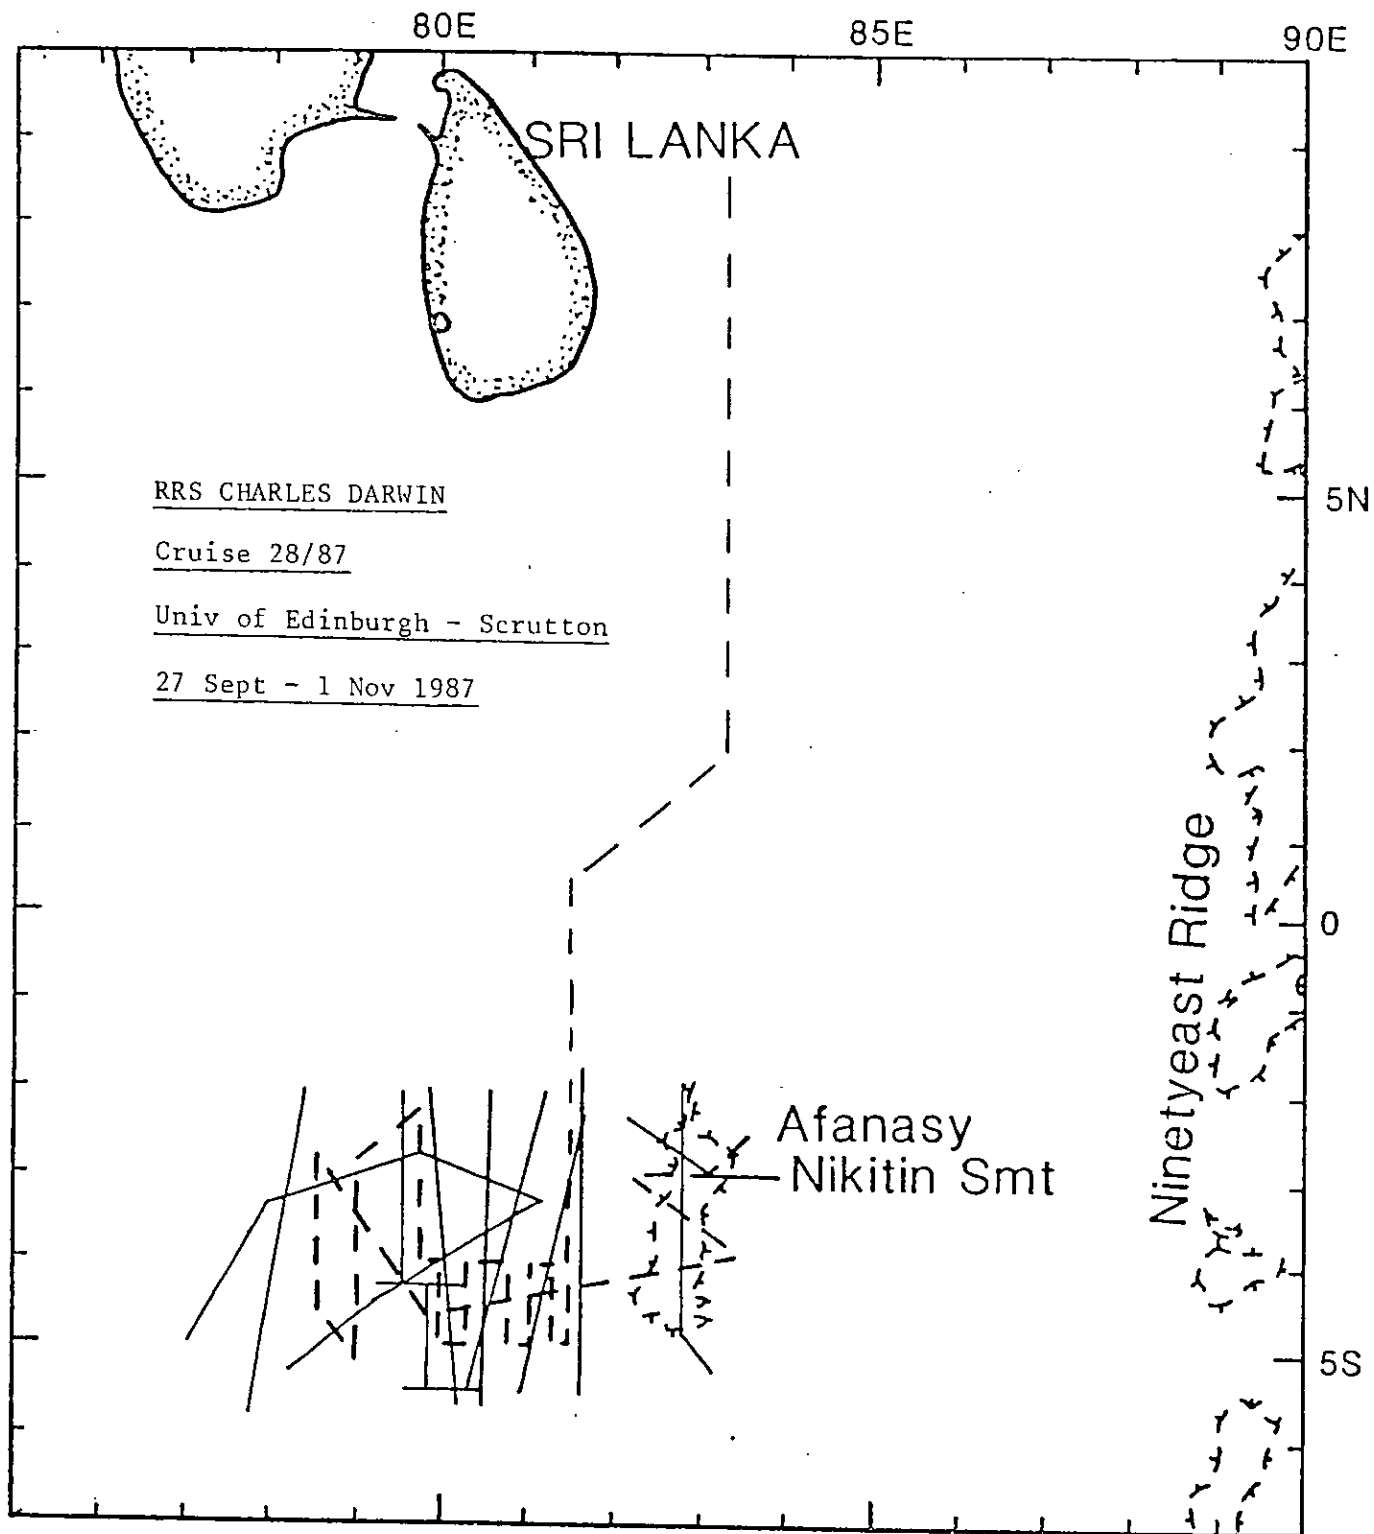 80E
85E
90E
SRI LANKA
RRS CHARLES DARWIN
5N
Cruise 28/87
Univ of Edinburgh - Scrutton
27 Sept - 1 Nov 1987
Ninetyeast Ridge
0
Afanasy
Nikitin Smt
5S